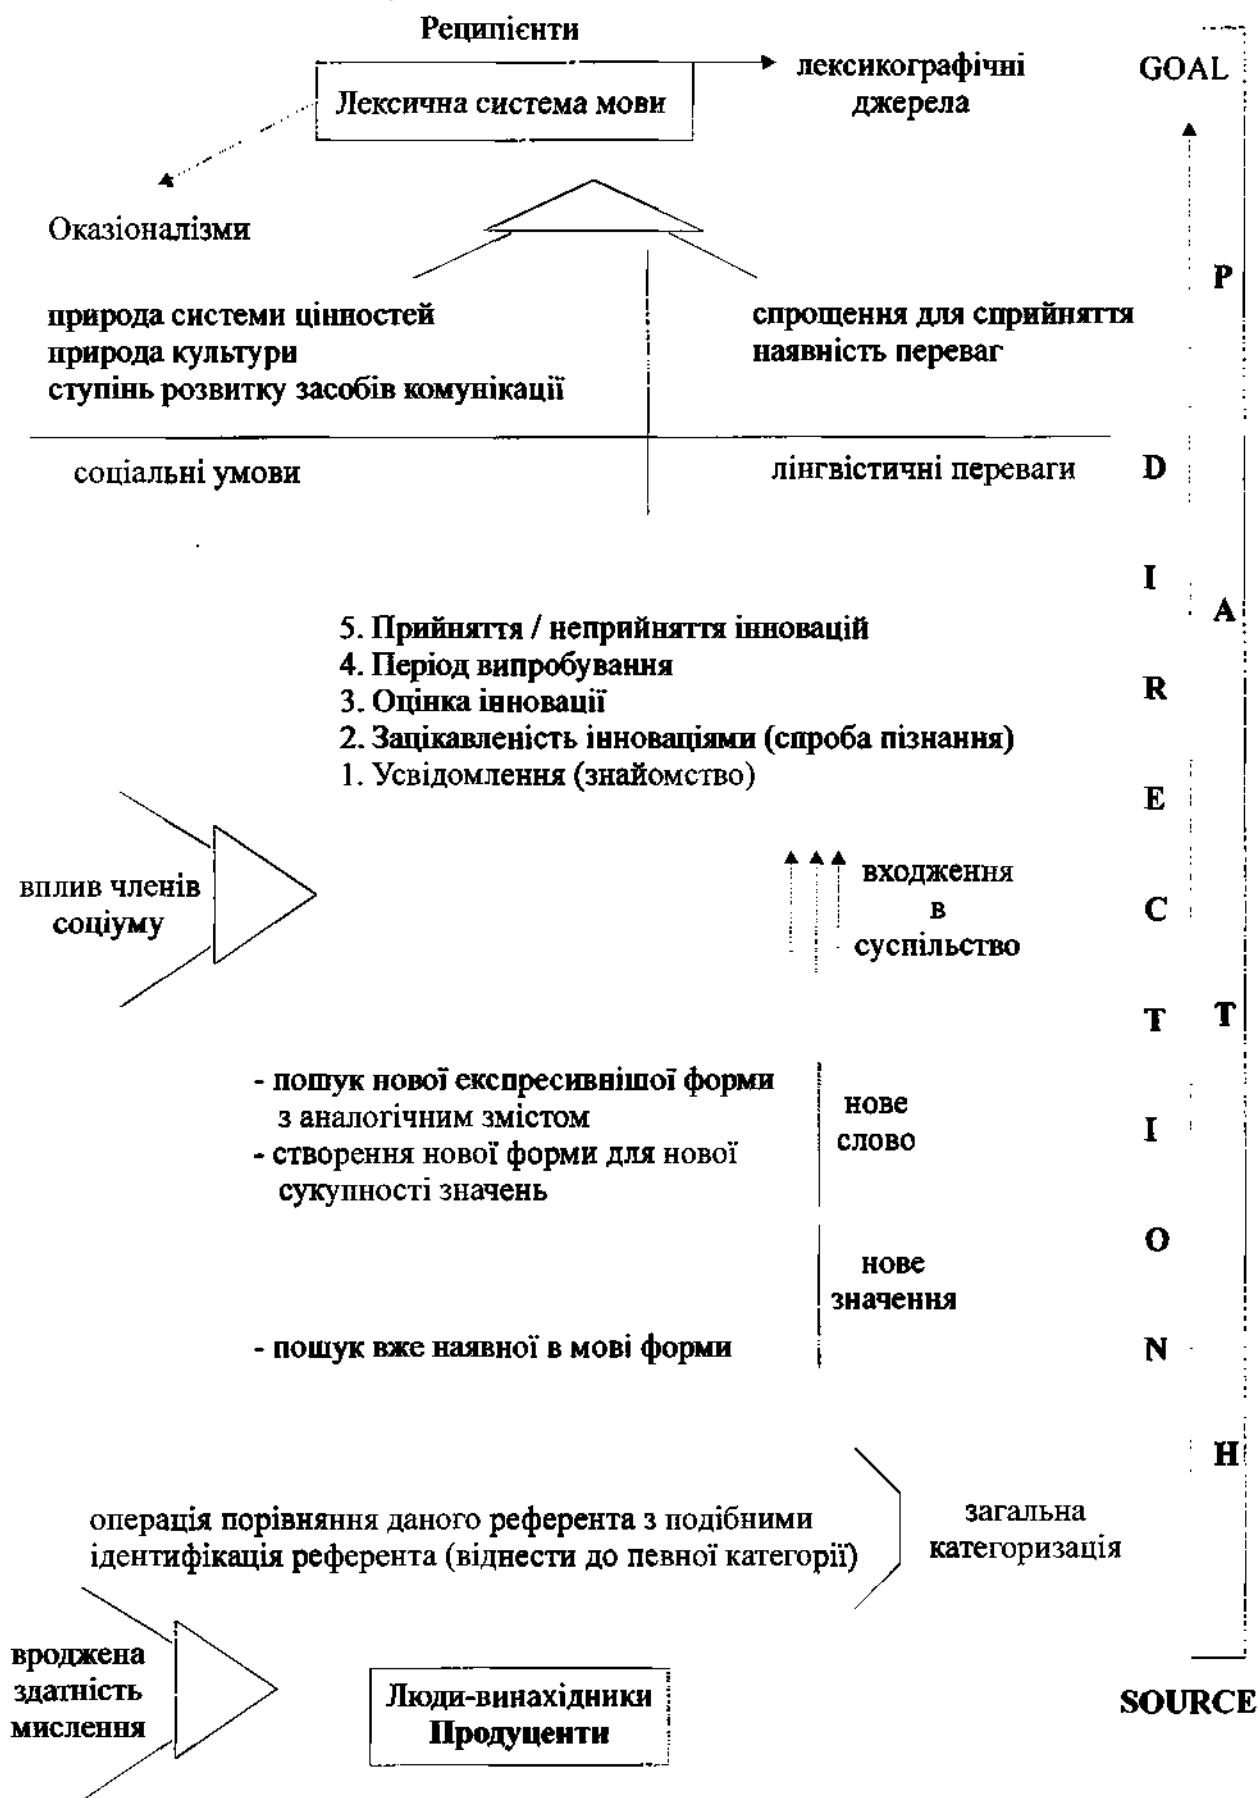 Реципієнти
Лексична система мови
лексикографічні
джерела
GOAL
Оказіоналізми
природа системи цінностей
природа культури
ступінь розвитку засобів комунікації
спрощення для сприйняття
наявність переваг
соціальні умови
лінгвістичні переваги
5. Прийняття / неприйняття інновацій
4. Період випробування
3. Оцінка інновації
2. Зацікавленість інноваціями (спроба пізнання)
1. Усвідомлення (знайомство)
вплив членів
соціуму
входження
в
суспільство
- пошук нової експресивнішої форми
з аналогічним змістом
- створення нової форми для нової
сукупності значень
нове
слово
нове
значення
- пошук вже наявної в мові форми
операція порівняння даного референта з подібними
ідентифікація референта (віднести до певної категорії)
загальна
категоризація
вроджена
здатність
мислення
Люди-винахідники
Продуценти
SOURCE
DIRECTION
PATH